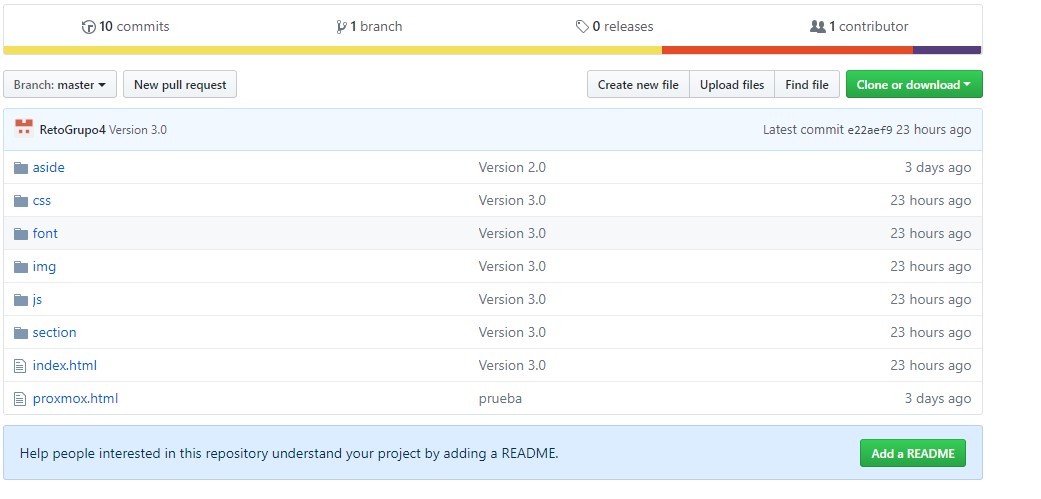 10 commits 1 branch 0 releases 1 contributor
Branch: master New pull request Create new file Upload files Find file Clone or download
RetoGrupo4 Version 3.0 Latest commit e22aef9 23 hours ago
aside Version 2.0 3 days ago
css Version 3.0 23 hours ago
font Version 3.0 23 hours ago
img Version 3.0 23 hours ago
js Version 3.0 23 hours ago
section Version 3.0 23 hours ago
index.html Version 3.0 23 hours ago
proxmox.html prueba 3 days ago
Help people interested in this repository understand your project by adding a README. Add a README